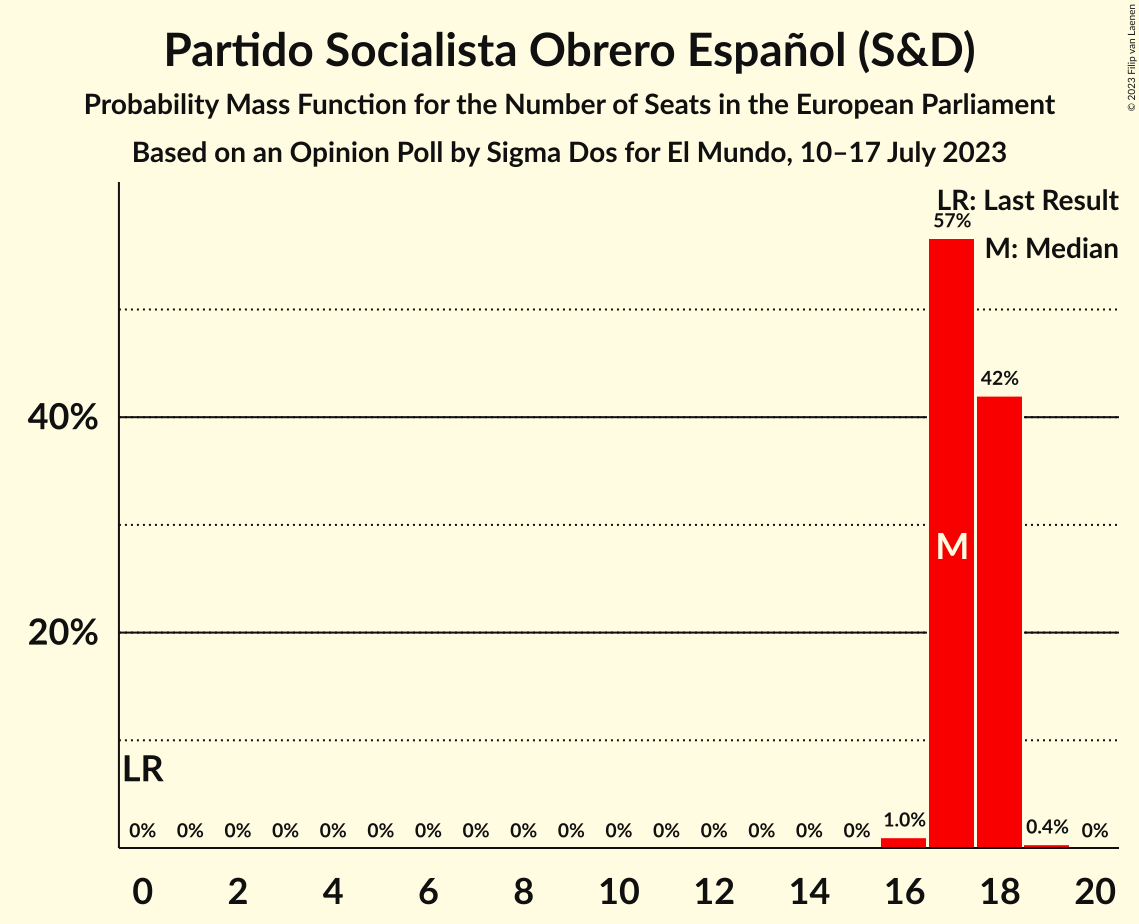 Partido Socialista Obrero Español (S&D)
Probability Mass Function for the Number of Seats in the European Parliament
Based on an Opinion Poll by Sigma Dos for El Mundo, 10–17 July 2023
© 2023 Filip van Laenen
LR: Last Result
57%
M: Median
42%
40%
M
20%
LR
0% 0% 0% 0% 0% 0% 0% 0% 0% 0% 0% 0% 0% 0% 0% 0% 1.0% 0.4% 0%
0 2 4 6 8 10 12 14 16 18 20